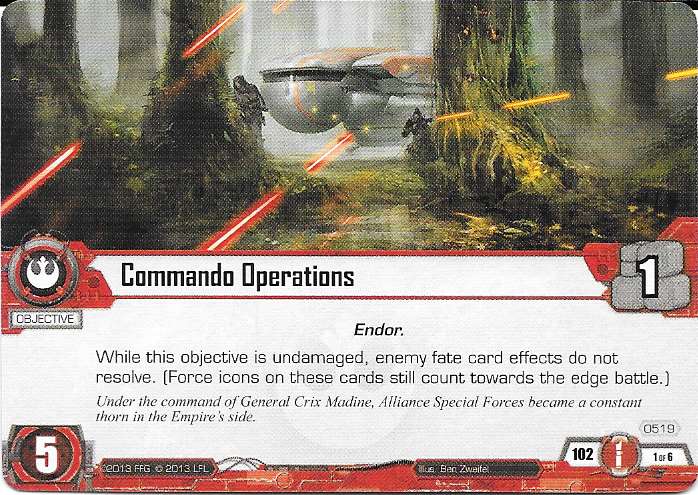 Commando Operations
1
OBJECTIVE
Endor.
While this objective is undamaged, enemy fate card effects do not
resolve. (Force icons on these cards still count towards the edge battle.)
Under the command of General Crix Madine, Alliance Special Forces became a constant
thorn in the Empire's side.
0519
5
©2013 FFG © 2013 LFL
Illus. Ben Zweifel
102
1 OF 6